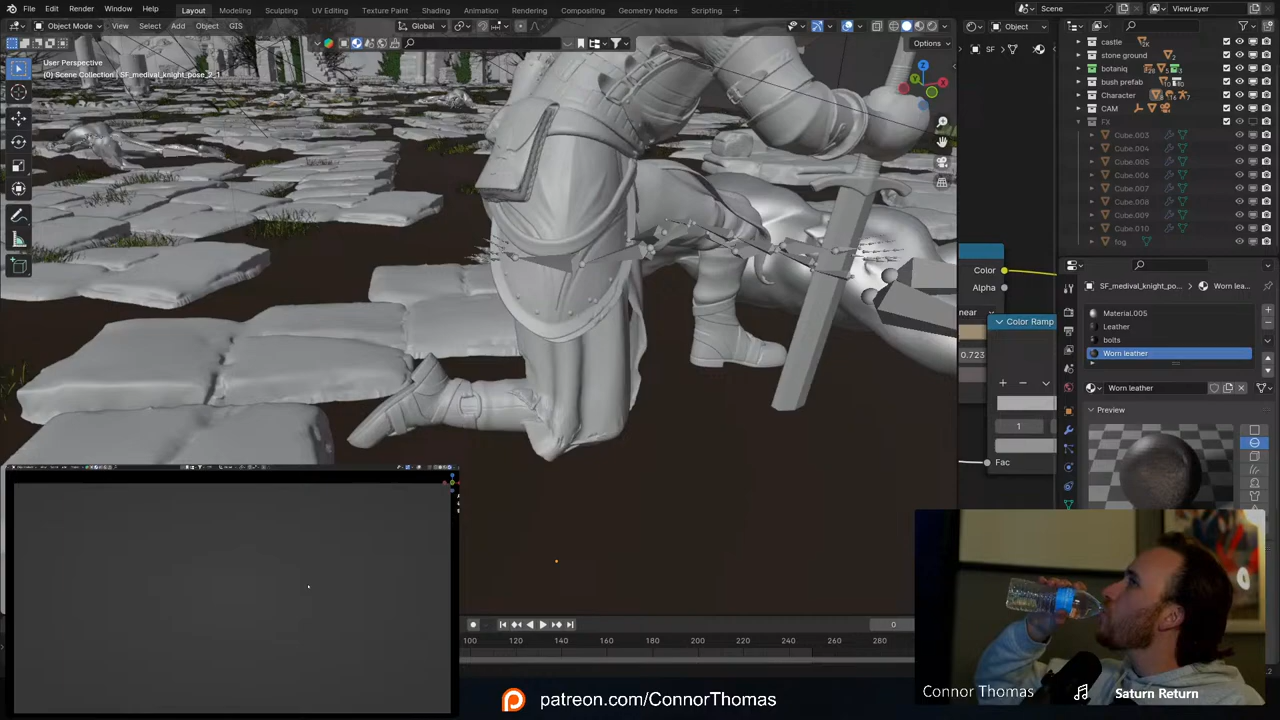 File Edit Render Window Help Layout Modeling Sculpting UV Editing Texture Paint Shading Animation Rendering Compositing Geometry Nodes Scripting Scene ViewLayer
Object Mode View Select Add Object GIS Global Object
Options
User Perspective
(0) Scene Collection | SF_medival_knight_pose_2_1
SF
castle
stone ground
botaniq
bush prefab
Character
CAM
FX
Cube.003
Cube.004
Cube.005
Cube.006
Cube.007
Cube.008
Cube.009
Cube.010
fog
Color
Alpha
near
Color Ramp
0.723
1
Fac
SF_medival_knight_po... Worn lea...
Material.005
Leather
bolts
Worn leather
Worn leather
Preview
0
100 120 140 160 180 200 220 240 260 280
patreon.com/ConnorThomas
Connor Thomas
Saturn Return